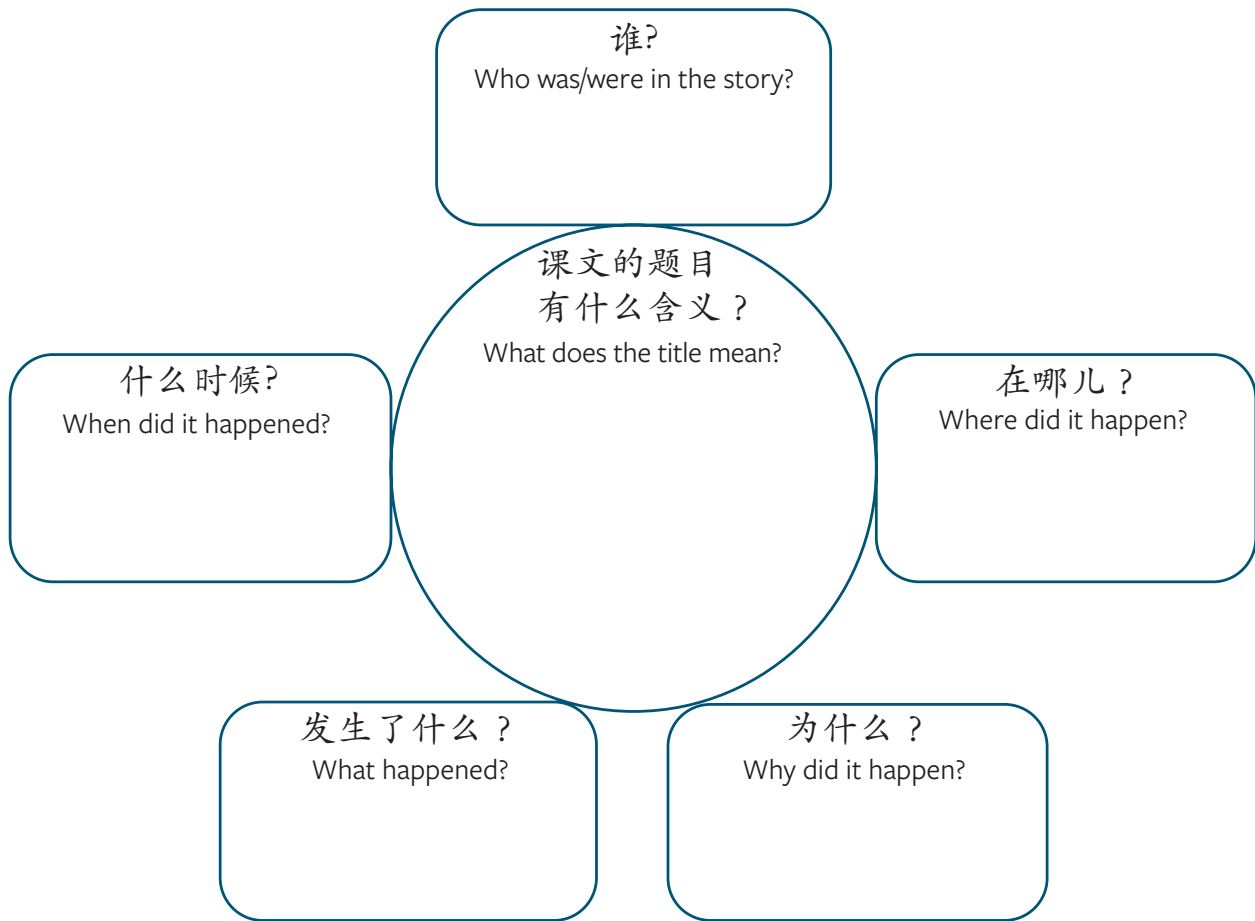 谁?
Who was/were in the story?
课文的题目
有什么含义?
What does the title mean?
什么时候?
When did it happened?
在哪儿?
Where did it happen?
发生了什么?
What happened?
为什么?
Why did it happen?